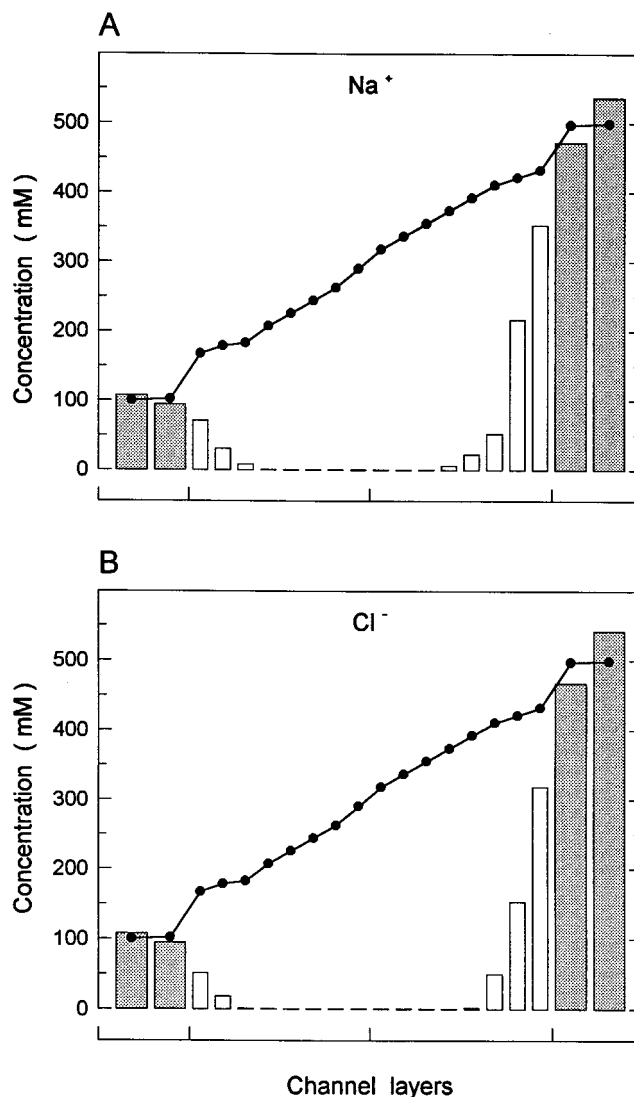 A
Na+
Concentration ( mM )
500
400
300
200
100
0
B
Cl-
Concentration ( mM )
500
400
300
200
100
0
Channel layers